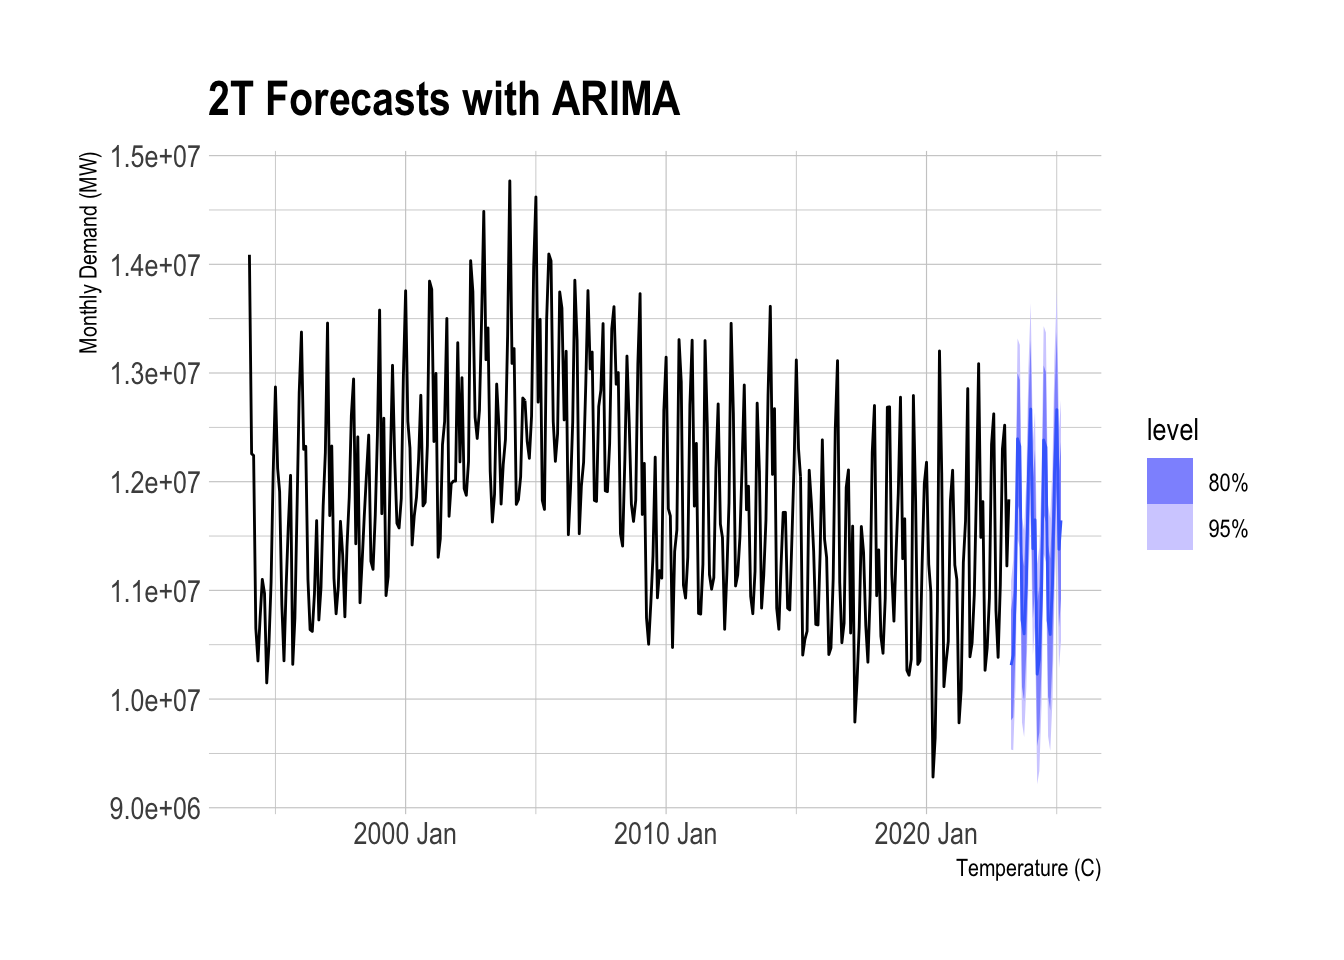 2T Forecasts with ARIMA
Monthly Demand (MW)
1.5e+07
1.4e+07
1.3e+07
1.2e+07
1.1e+07
1.0e+07
9.0e+06
2000 Jan
2010 Jan
2020 Jan
Temperature (C)
level
80%
95%